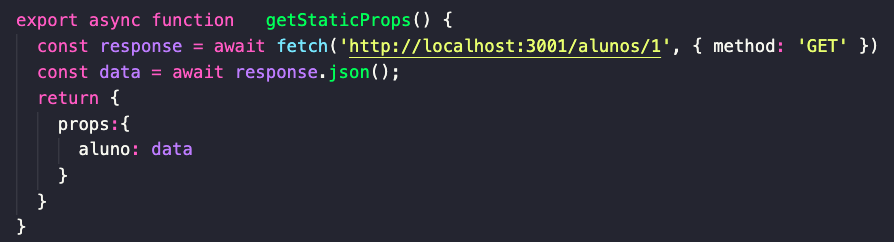 export async function   getStaticProps() {
  const response = await fetch('http://localhost:3001/alunos/1', { method: 'GET' })
  const data = await response.json();
  return {
    props:{
      aluno: data
    }
  }
}